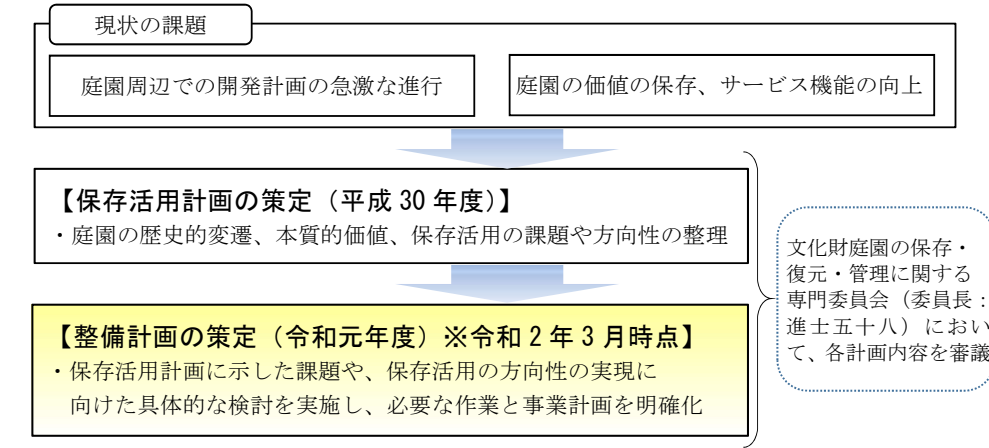 現状の課題
庭園周辺での開発計画の急激な進行
庭園の価値の保存、サービス機能の向上
【保存活用計画の策定（平成 30 年度）】
・庭園の歴史的変遷、本質的価値、保存活用の課題や方向性の整理
【整備計画の策定（令和元年度）※令和 2 年 3 月時点】
・保存活用計画に示した課題や、保存活用の方向性の実現に
向けた具体的な検討を実施し、必要な作業と事業計画を明確化
文化財庭園の保存・
復元・管理に関する
専門委員会（委員長：
進士五十八）におい
て、各計画内容を審議